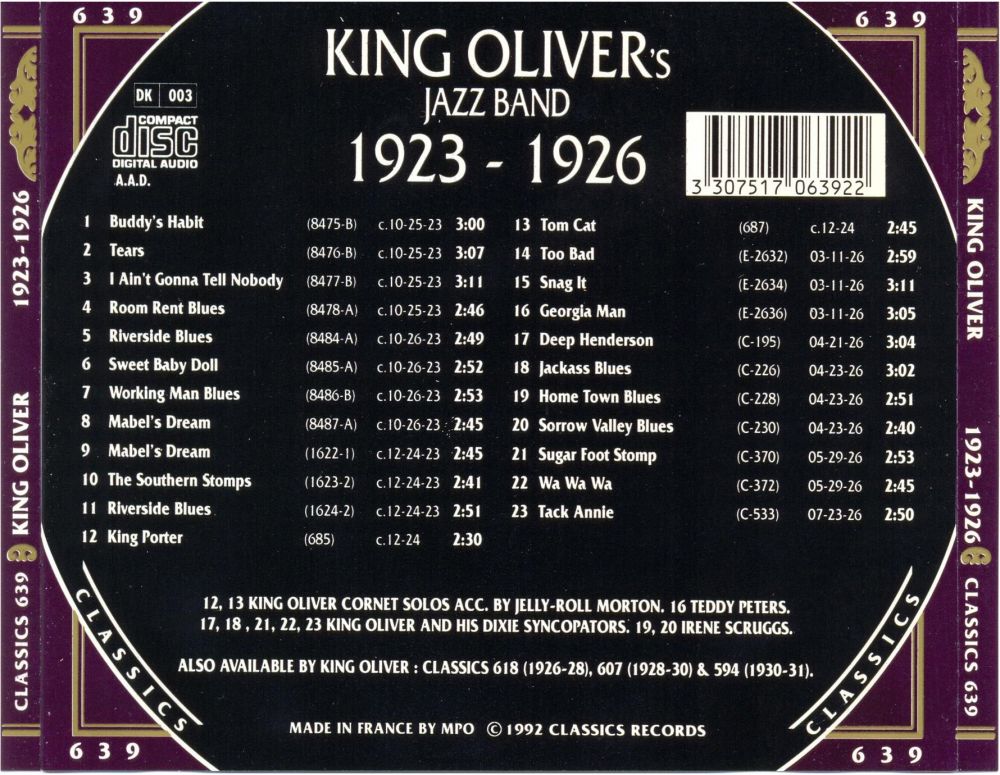 639
639
KING OLIVER's
JAZZ BAND
1923 - 1926
DK 003
COMPACT
disc
DIGITAL AUDIO
A.A.D.
3 307517 063922
1 Buddy's Habit (8475-B) c.10-25-23 3:00
2 Tears (8476-B) c.10-25-23 3:07
3 I Ain't Gonna Tell Nobody (8477-B) c.10-25-23 3:11
4 Room Rent Blues (8478-A) c.10-25-23 2:46
5 Riverside Blues (8484-A) c.10-26-23 2:49
6 Sweet Baby Doll (8485-A) c.10-26-23 2:52
7 Working Man Blues (8486-B) c.10-26-23 2:53
8 Mabel's Dream (8487-A) c.10-26-23 2:45
9 Mabel's Dream (1622-1) c.12-24-23 2:45
10 The Southern Stomps (1623-2) c.12-24-23 2:41
11 Riverside Blues (1624-2) c.12-24-23 2:51
12 King Porter (685) c.12-24 2:30
13 Tom Cat (687) c.12-24 2:45
14 Too Bad (E-2632) 03-11-26 2:59
15 Snag It (E-2634) 03-11-26 3:11
16 Georgia Man (E-2636) 03-11-26 3:05
17 Deep Henderson (C-195) 04-21-26 3:04
18 Jackass Blues (C-226) 04-23-26 3:02
19 Home Town Blues (C-228) 04-23-26 2:51
20 Sorrow Valley Blues (C-230) 04-23-26 2:40
21 Sugar Foot Stomp (C-370) 05-29-26 2:53
22 Wa Wa Wa (C-372) 05-29-26 2:45
23 Tack Annie (C-533) 07-23-26 2:50
12, 13 KING OLIVER CORNET SOLOS ACC. BY JELLY-ROLL MORTON. 16 TEDDY PETERS.
17, 18 , 21, 22, 23 KING OLIVER AND HIS DIXIE SYNCOPATORS. 19, 20 IRENE SCRUGGS.
ALSO AVAILABLE BY KING OLIVER : CLASSICS 618 (1926-28), 607 (1928-30) & 594 (1930-31).
MADE IN FRANCE BY MPO © 1992 CLASSICS RECORDS
CLASSICS
CLASSICS
639
639
CLASSICS 639 KING OLIVER 1923-1926
KING OLIVER 1923-1926 CLASSICS 639